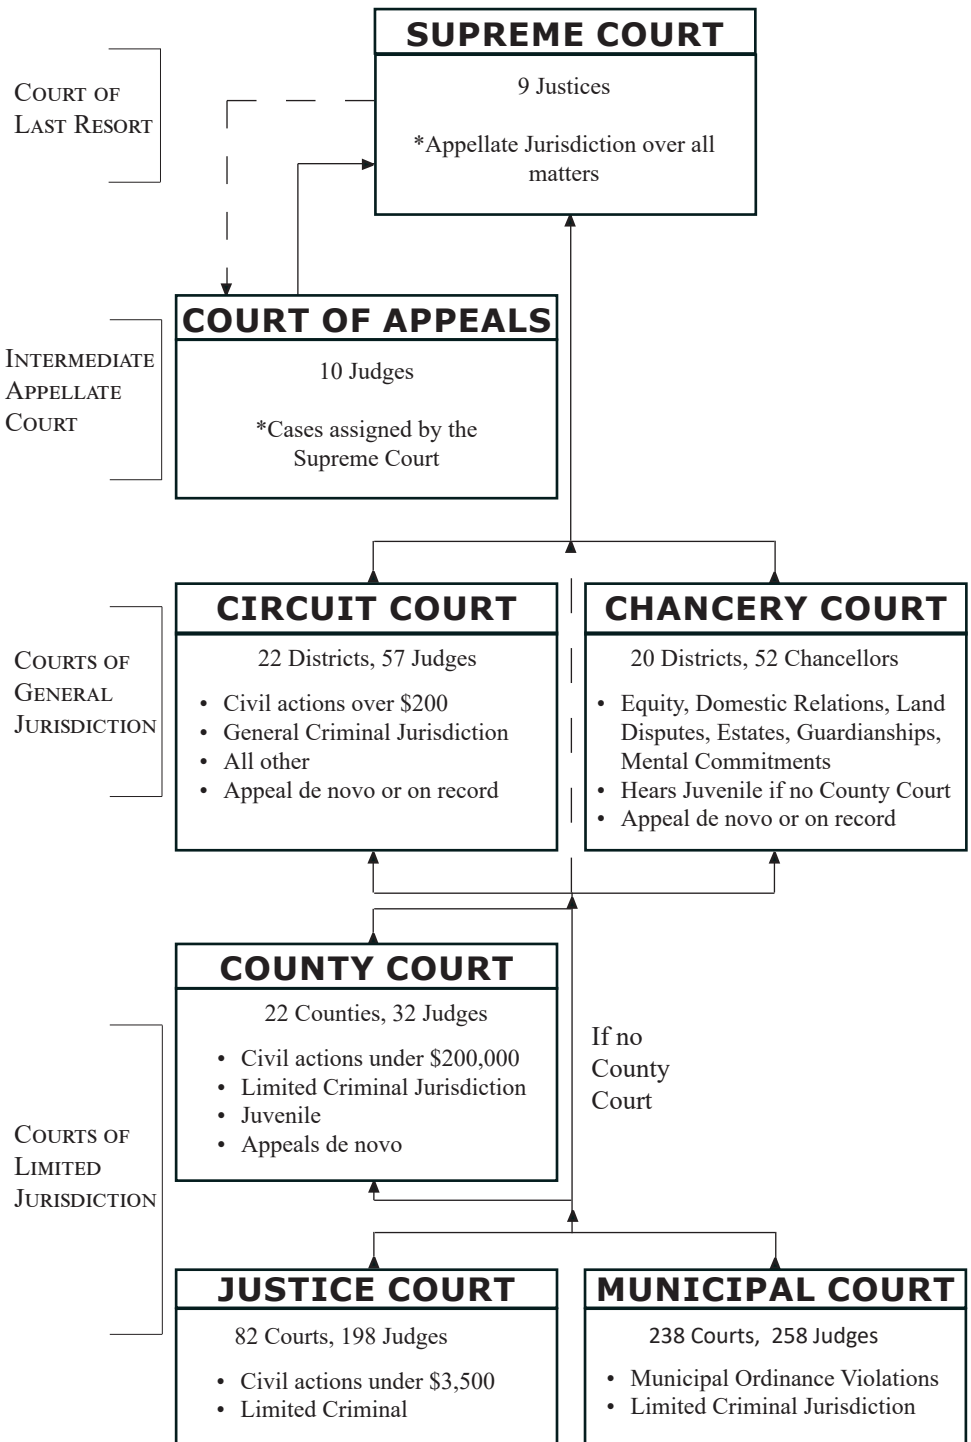 SUPREME COURT
9 Justices
*Appellate Jurisdiction over all
matters
COURT OF
LAST RESORT
COURT OF APPEALS
10 Judges
*Cases assigned by the
Supreme Court
INTERMEDIATE
APPELLATE
COURT
CIRCUIT COURT
22 Districts, 57 Judges
• Civil actions over $200
• General Criminal Jurisdiction
• All other
• Appeal de novo or on record
CHANCERY COURT
20 Districts, 52 Chancellors
• Equity, Domestic Relations, Land
Disputes, Estates, Guardianships,
Mental Commitments
• Hears Juvenile if no County Court
• Appeal de novo or on record
COURTS OF
GENERAL
JURISDICTION
COUNTY COURT
22 Counties, 32 Judges
• Civil actions under $200,000
• Limited Criminal Jurisdiction
• Juvenile
• Appeals de novo
If no
County
Court
COURTS OF
LIMITED
JURISDICTION
JUSTICE COURT
82 Courts, 198 Judges
• Civil actions under $3,500
• Limited Criminal
MUNICIPAL COURT
238 Courts, 258 Judges
• Municipal Ordinance Violations
• Limited Criminal Jurisdiction